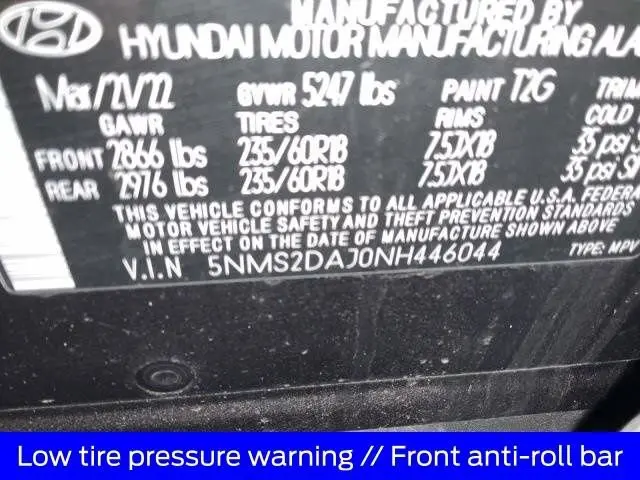 MANUFACTURED BY
HYUNDAI MOTOR MANUFACTURING ALA
Mar/21/22 GVWR 5247 lbs PAINT T2G TRIM
GAWR TIRES RIMS COLD
FRONT 2866 lbs 235/60R18 7.5JX18 35 psi
REAR 2976 lbs 235/60R18 7.5JX18 35 psi
THIS VEHICLE CONFORMS TO ALL APPLICABLE U.S.A. FEDER
MOTOR VEHICLE SAFETY AND THEFT PREVENTION STANDARDS
IN EFFECT ON THE DATE OF MANUFACTURE SHOWN ABOVE
V.I.N 5NMS2DAJ0NH446044 TYPE: MPV
Low tire pressure warning // Front anti-roll bar